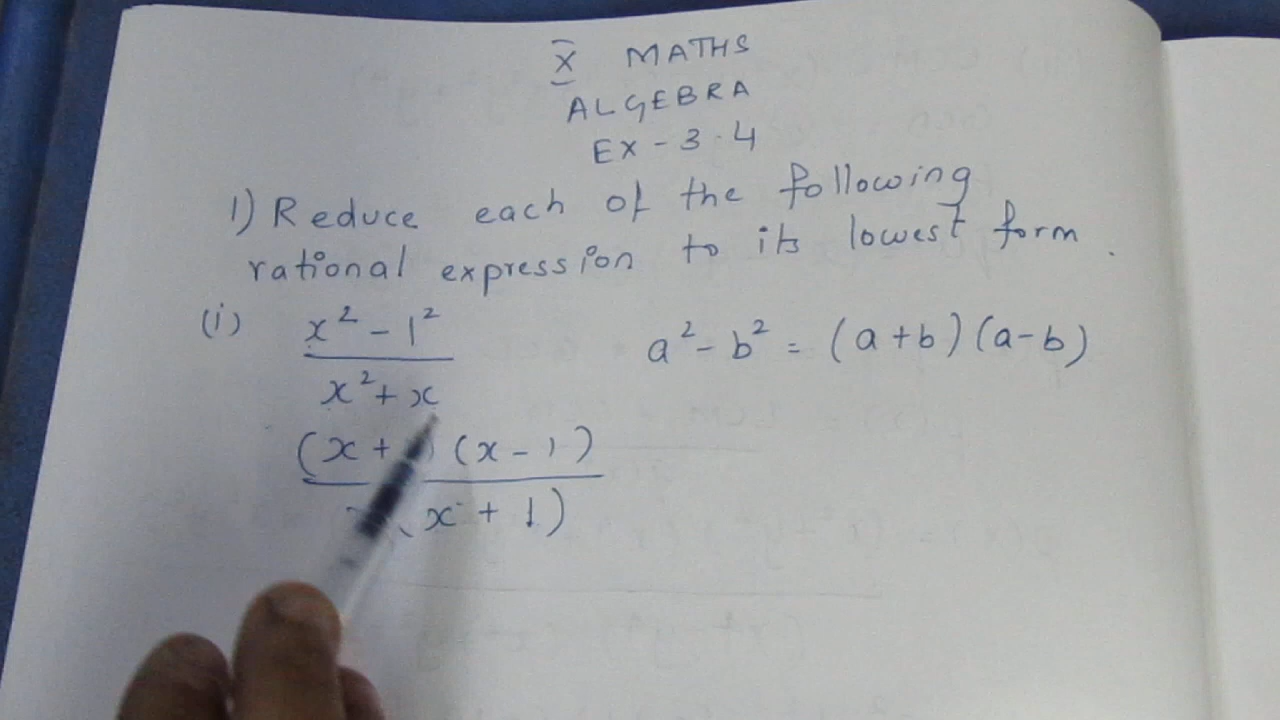 X MATHS
ALGEBRA
EX - 3.4
1) Reduce each of the following
rational expression to its lowest form.
(i) x² - 1² a² - b² = (a+b)(a-b)
x² + x
(x + ) (x - 1)
(x + 1)